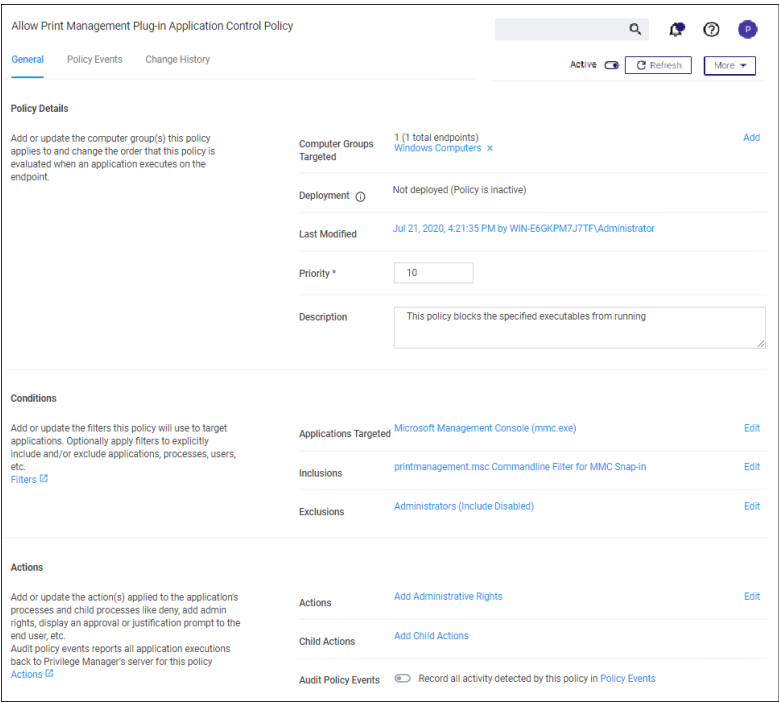 Allow Print Management Plug-in Application Control Policy
P
General Policy Events Change History
Active Refresh More
Policy Details
Add or update the computer group(s) this policy
applies to and change the order that this policy is
evaluated when an application executes on the
endpoint.
Computer Groups
Targeted
1 (1 total endpoints)
Windows Computers ×
Add
Deployment
Not deployed (Policy is inactive)
Last Modified
Jul 21, 2020, 4:21:35 PM by WIN-E6GKPM7J7TF\Administrator
Priority *
10
Description
This policy blocks the specified executables from running
Conditions
Add or update the filters this policy will use to target
applications. Optionally apply filters to explicitly
include and/or exclude applications, processes, users,
etc.
Filters
Applications Targeted Microsoft Management Console (mmc.exe) Edit
Inclusions printmanagement.msc Commandline Filter for MMC Snap-in Edit
Exclusions Administrators (Include Disabled) Edit
Actions
Add or update the action(s) applied to the application's
processes and child processes like deny, add admin
rights, display an approval or justification prompt to the
end user, etc.
Audit policy events reports all application executions
back to Privilege Manager's server for this policy
Actions
Actions Add Administrative Rights Edit
Child Actions Add Child Actions
Audit Policy Events Record all activity detected by this policy in Policy Events